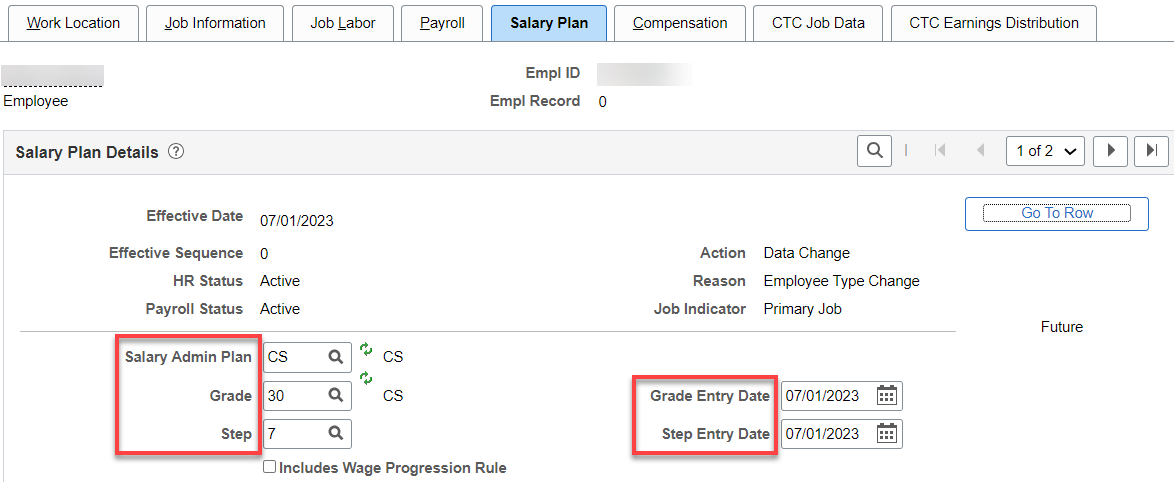 Work Location Job Information Job Labor Payroll Salary Plan Compensation CTC Job Data CTC Earnings Distribution
Empl ID
Employee Empl Record 0
Salary Plan Details ? 1 of 2
Effective Date 07/01/2023 Go To Row
Effective Sequence 0 Action Data Change
HR Status Active Reason Employee Type Change
Payroll Status Active Job Indicator Primary Job
Future
Salary Admin Plan CS CS
Grade 30 CS Grade Entry Date 07/01/2023
Step 7 Step Entry Date 07/01/2023
Includes Wage Progression Rule